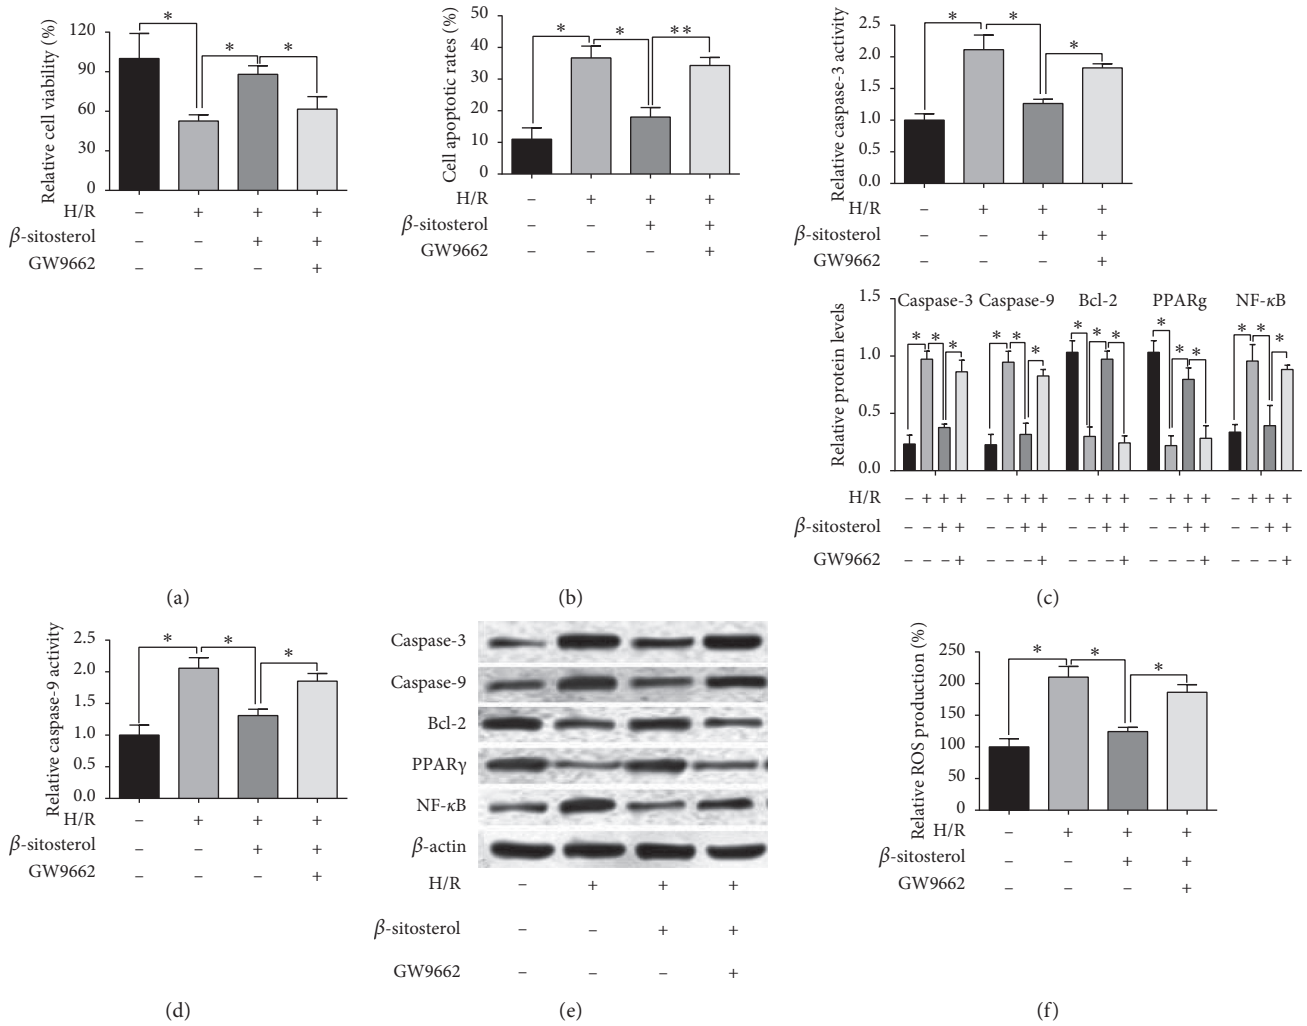 Relative cell viability (%)
120
90
60
30
0
*
*
*
H/R – + + +
β-sitosterol – – + +
GW9662 – – – +
(a)
Cell apoptotic rates (%)
50
40
30
20
10
0
*
*
**
H/R – + + +
β-sitosterol – – + +
GW9662 – – – +
(b)
Relative caspase-3 activity
2.5
2.0
1.5
1.0
0.5
0.0
*
*
*
H/R – + + +
β-sitosterol – – + +
GW9662 – – – +
Relative protein levels
1.5
1.0
0.5
0.0
Caspase-3 Caspase-9 Bcl-2 PPARg NF-κB
* * * * * * * * * * * * * * *
H/R – + + + – + + + – + + + – + + + – + + +
β-sitosterol – – + + – – + + – – + + – – + + – – + +
GW9662 – – – + – – – + – – – + – – – + – – – +
(c)
Relative caspase-9 activity
2.5
2.0
1.5
1.0
0.5
0.0
*
*
*
H/R – + + +
β-sitosterol – – + +
GW9662 – – – +
(d)
Caspase-3
Caspase-9
Bcl-2
PPARγ
NF-κB
β-actin
H/R – + + +
β-sitosterol – – + +
GW9662 – – – +
(e)
Relative ROS production (%)
250
200
150
100
50
0
*
*
*
H/R – + + +
β-sitosterol – – + +
GW9662 – – – +
(f)